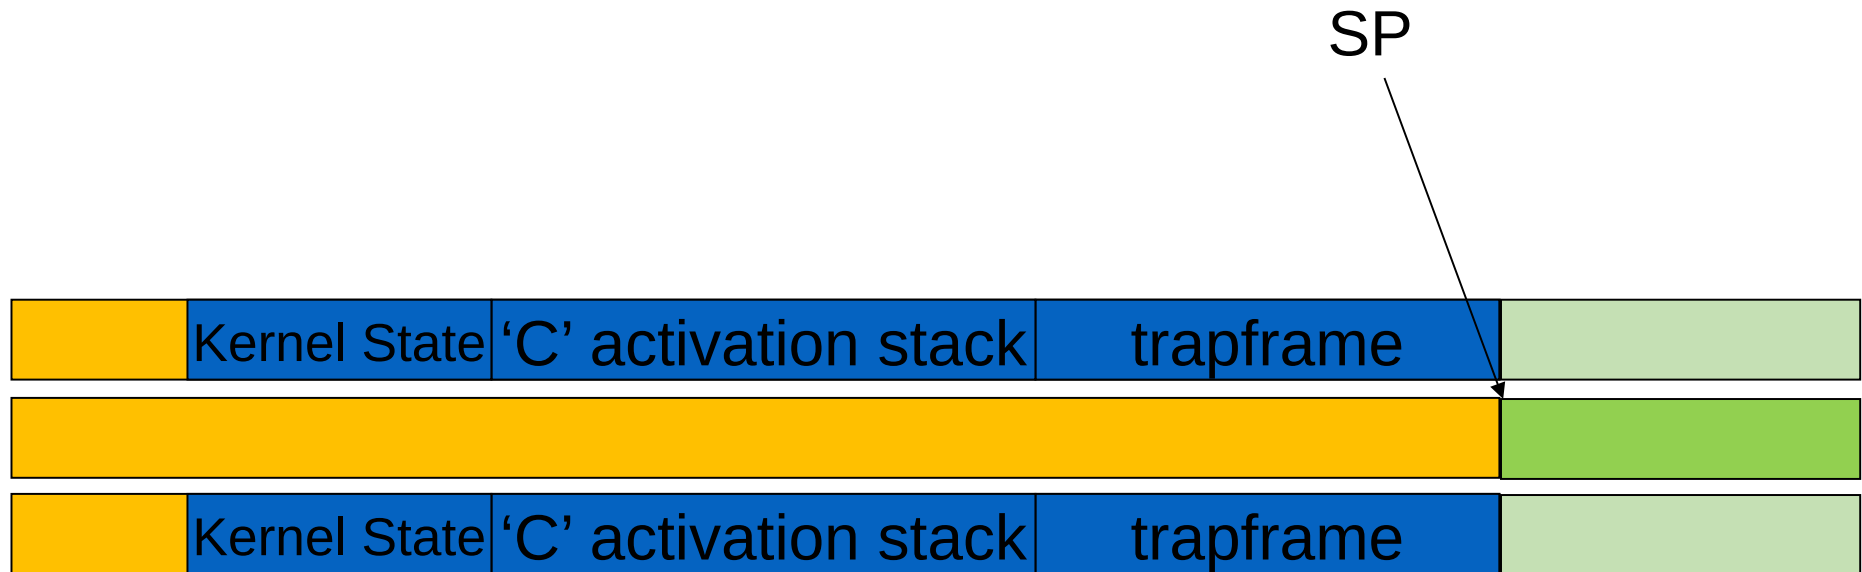 SP
Kernel State ‘C’ activation stack trapframe
Kernel State ‘C’ activation stack trapframe